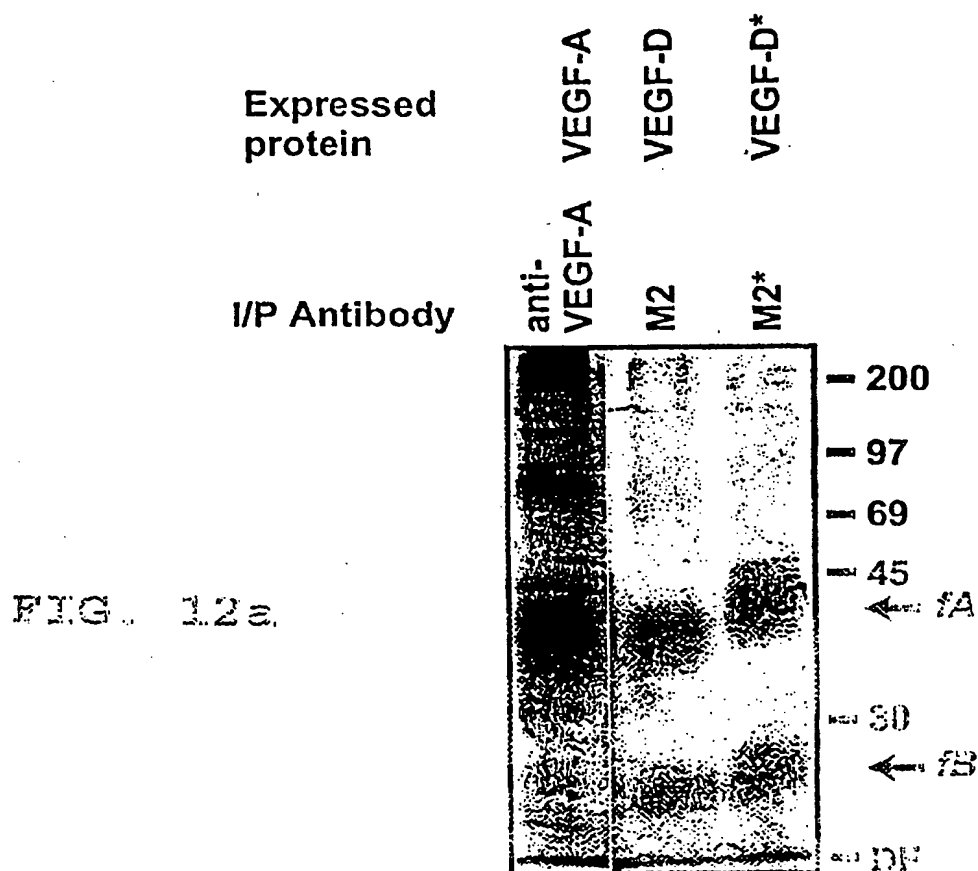 Expressed
protein
VEGF-A
VEGF-D
VEGF-D*
I/P Antibody
anti-
VEGF-A
M2
M2*
200
97
69
45
fA
30
fB
DF
FIG. 12a